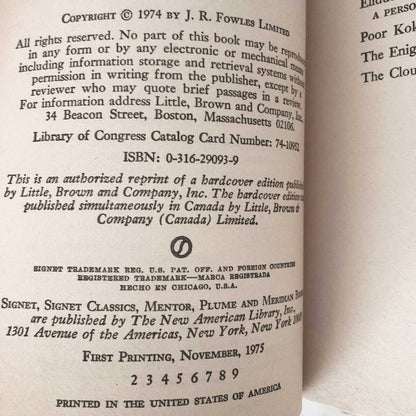 COPYRIGHT © 1974 BY J. R. FOWLES LIMITED
All rights reserved. No part of this book may be reproduced
in any form or by any electronic or mechanical means
including information storage and retrieval systems without
permission in writing from the publisher, except by a
reviewer who may quote brief passages in a review.
For information address Little, Brown and Company, Inc.
34 Beacon Street, Boston, Massachusetts 02106.
Library of Congress Catalog Card Number: 74-10952
ISBN: 0-316-29093-9
This is an authorized reprint of a hardcover edition published
by Little, Brown and Company, Inc. The hardcover edition
published simultaneously in Canada by Little, Brown &
Company (Canada) Limited.
S
SIGNET TRADEMARK REG. U.S. PAT. OFF. AND FOREIGN COUNTRIES
REGISTERED TRADEMARK—MARCA REGISTRADA
HECHO EN CHICAGO, U.S.A.
SIGNET, SIGNET CLASSICS, MENTOR, PLUME AND MERIDIAN BOOKS
are published by The New American Library, Inc.,
1301 Avenue of the Americas, New York, New York
FIRST PRINTING, NOVEMBER, 1975
2 3 4 5 6 7 8 9
PRINTED IN THE UNITED STATES OF AMERICA
A PERSO
Poor Kok
The Enig
The Clou